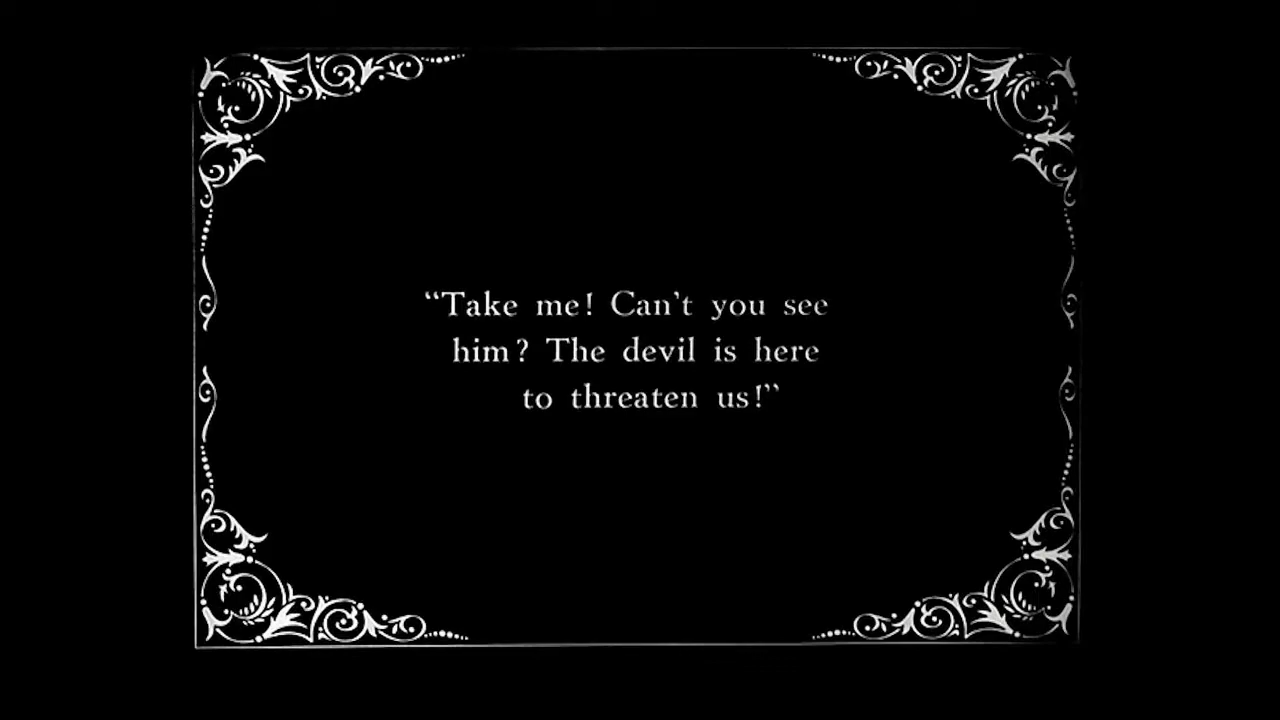 “Take me! Can’t you see
him? The devil is here
to threaten us!”